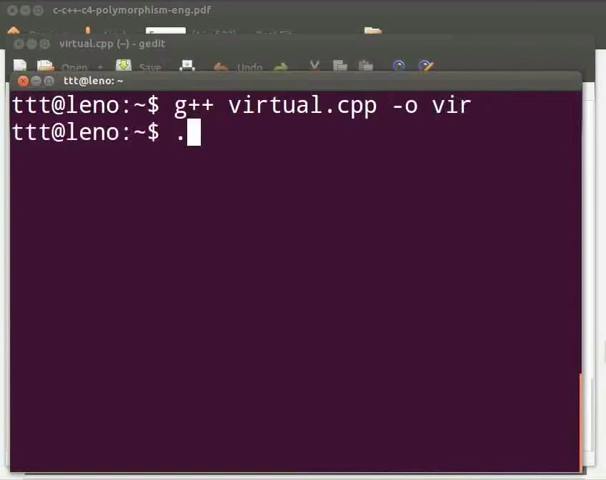 c-c++-c4-polymorphism-eng.pdf
virtual.cpp (~) - gedit
Open Save Undo
ttt@leno: ~
ttt@leno:~$ g++ virtual.cpp -o vir
ttt@leno:~$ .